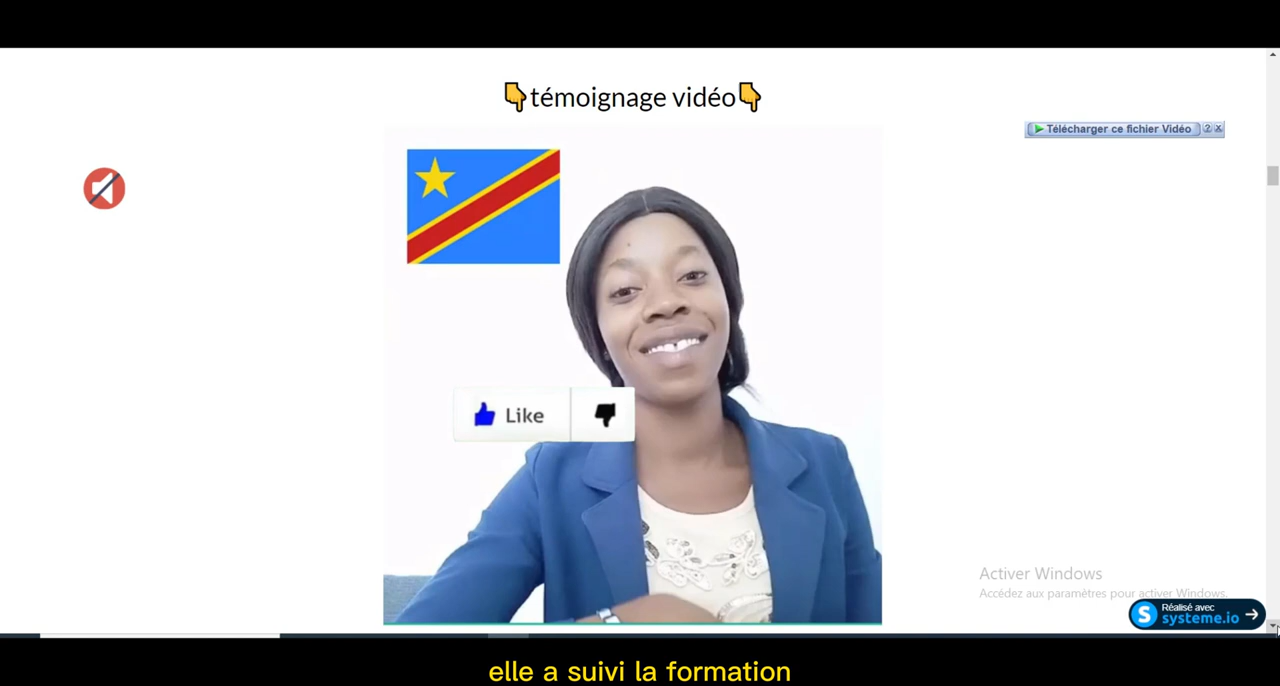 👇témoignage vidéo👇
Télécharger ce fichier Vidéo ? X
Like
Activer Windows
Accédez aux paramètres pour activer Windows.
Réalisé avec
systeme.io
elle a suivi la formation